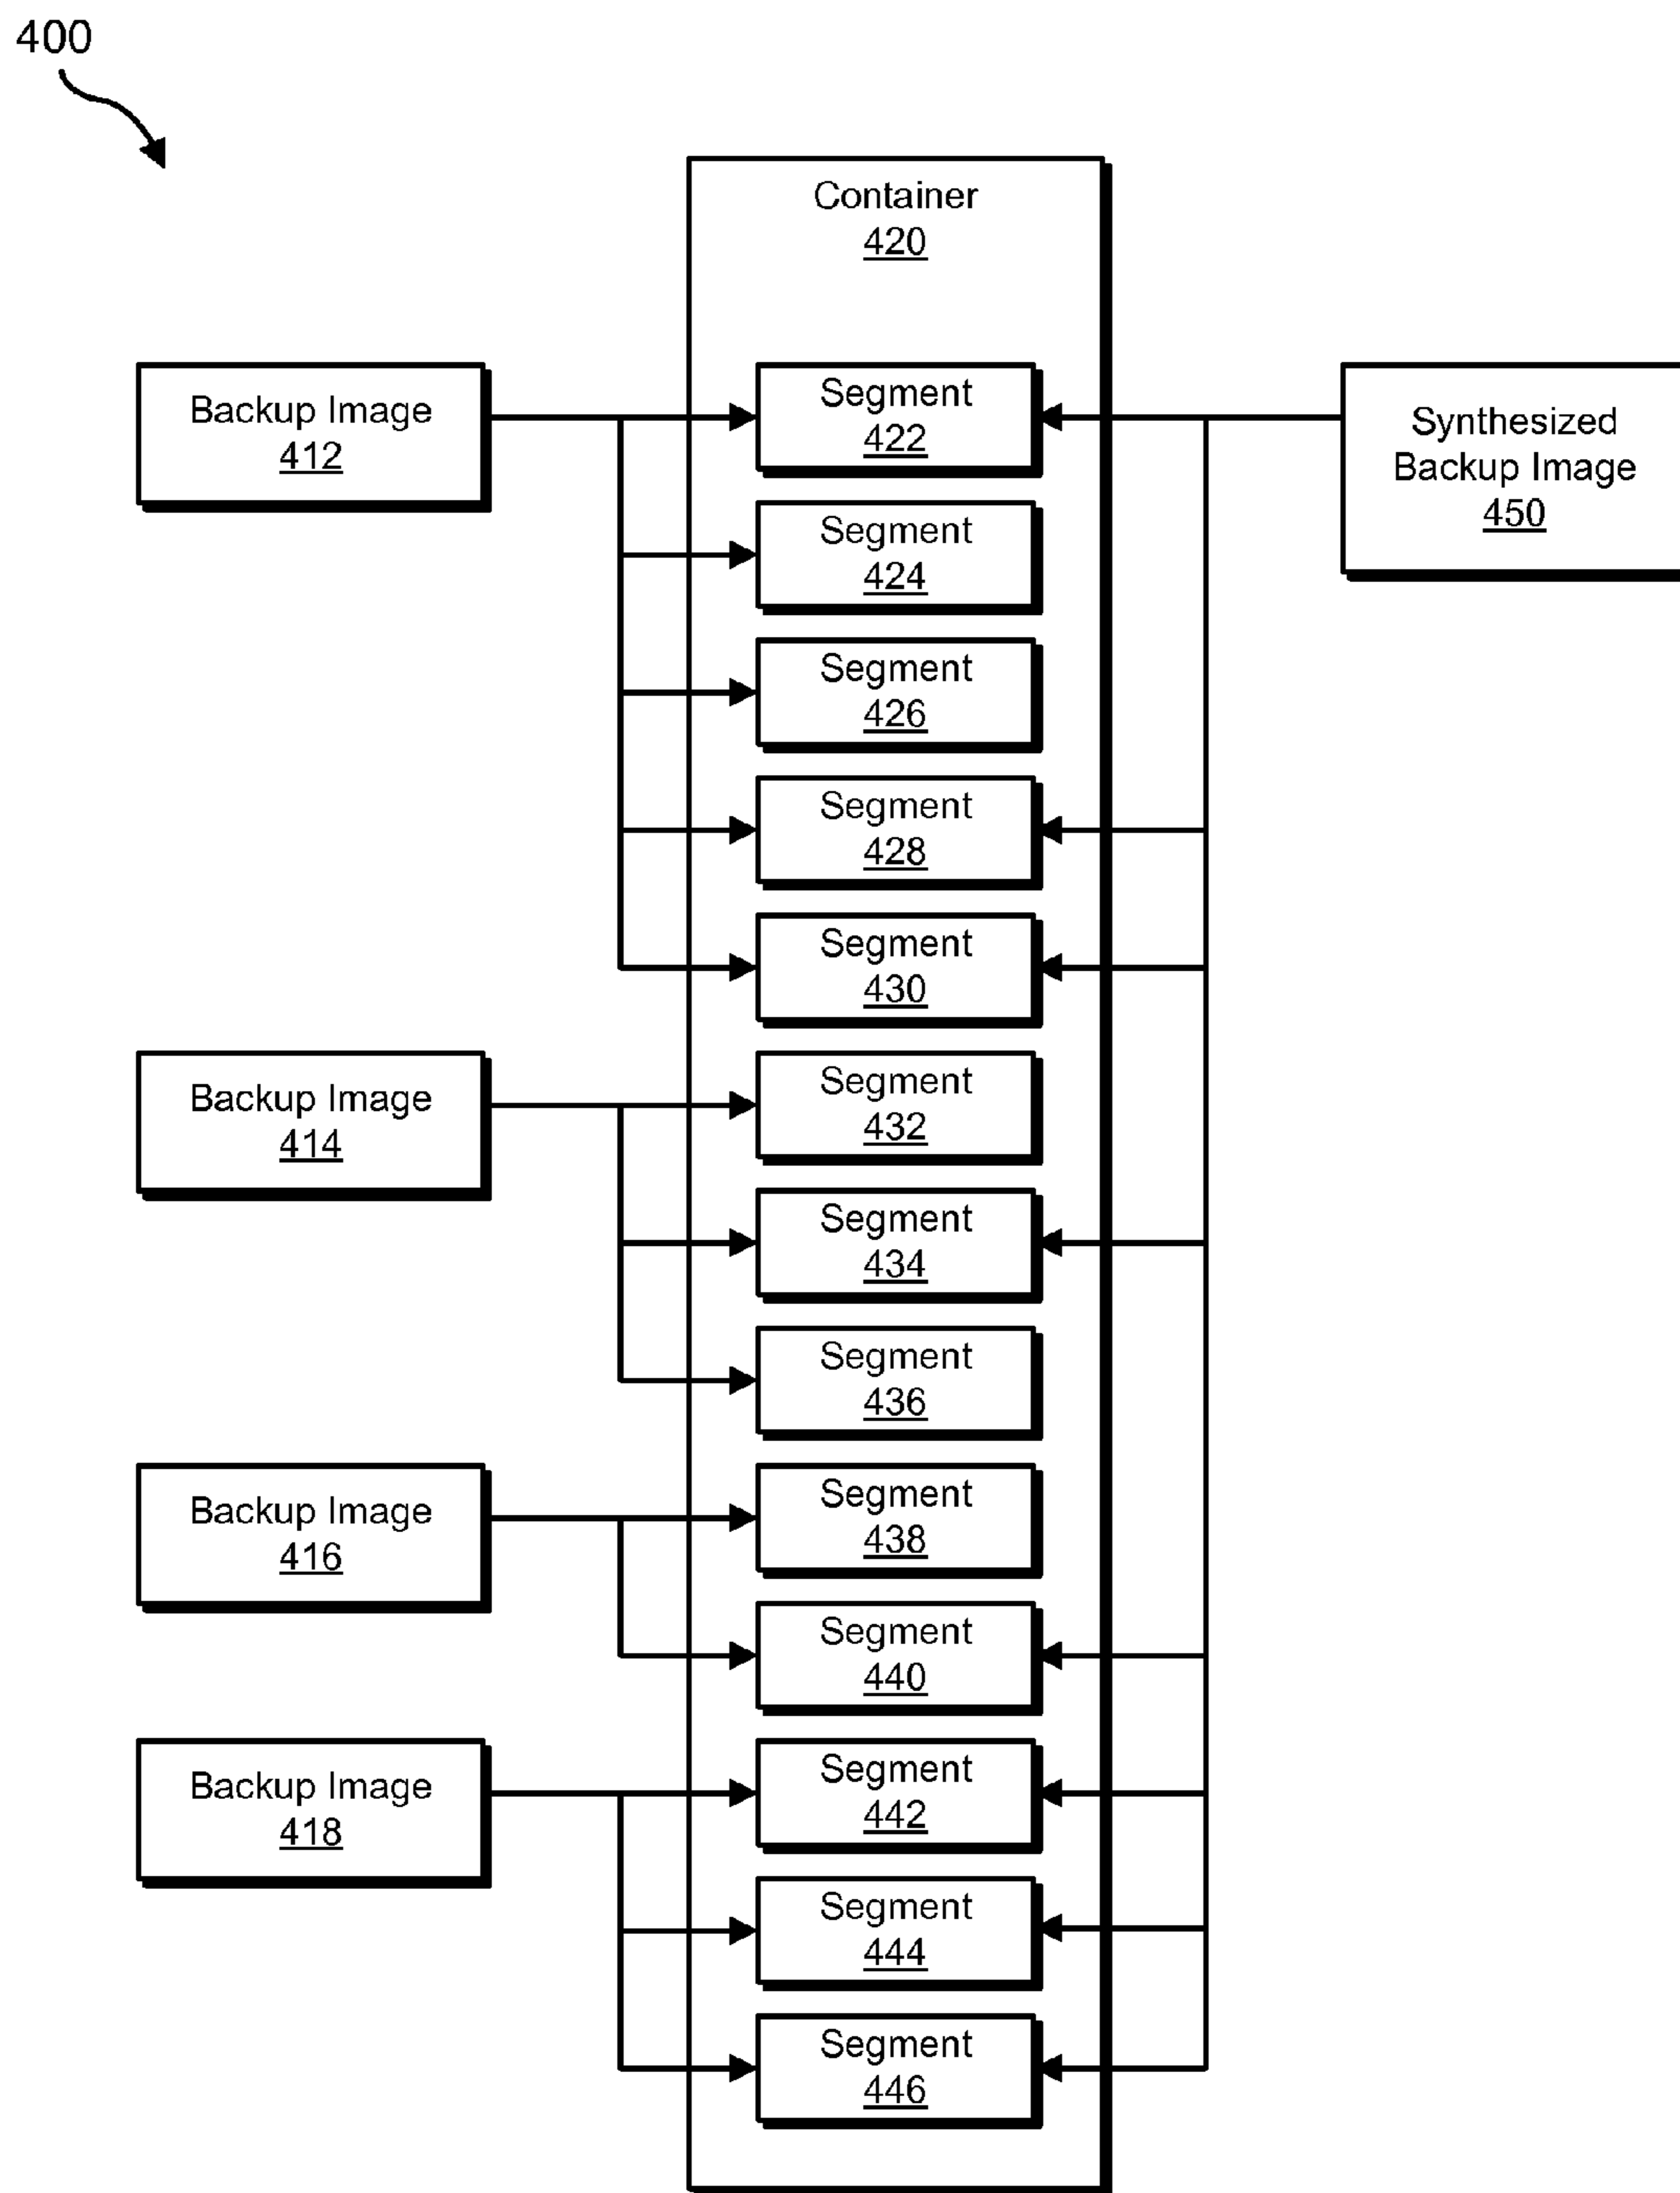 400
Container
420
Backup Image
412
Segment
422
Synthesized
Backup Image
450
Segment
424
Segment
426
Segment
428
Segment
430
Backup Image
414
Segment
432
Segment
434
Segment
436
Backup Image
416
Segment
438
Segment
440
Backup Image
418
Segment
442
Segment
444
Segment
446